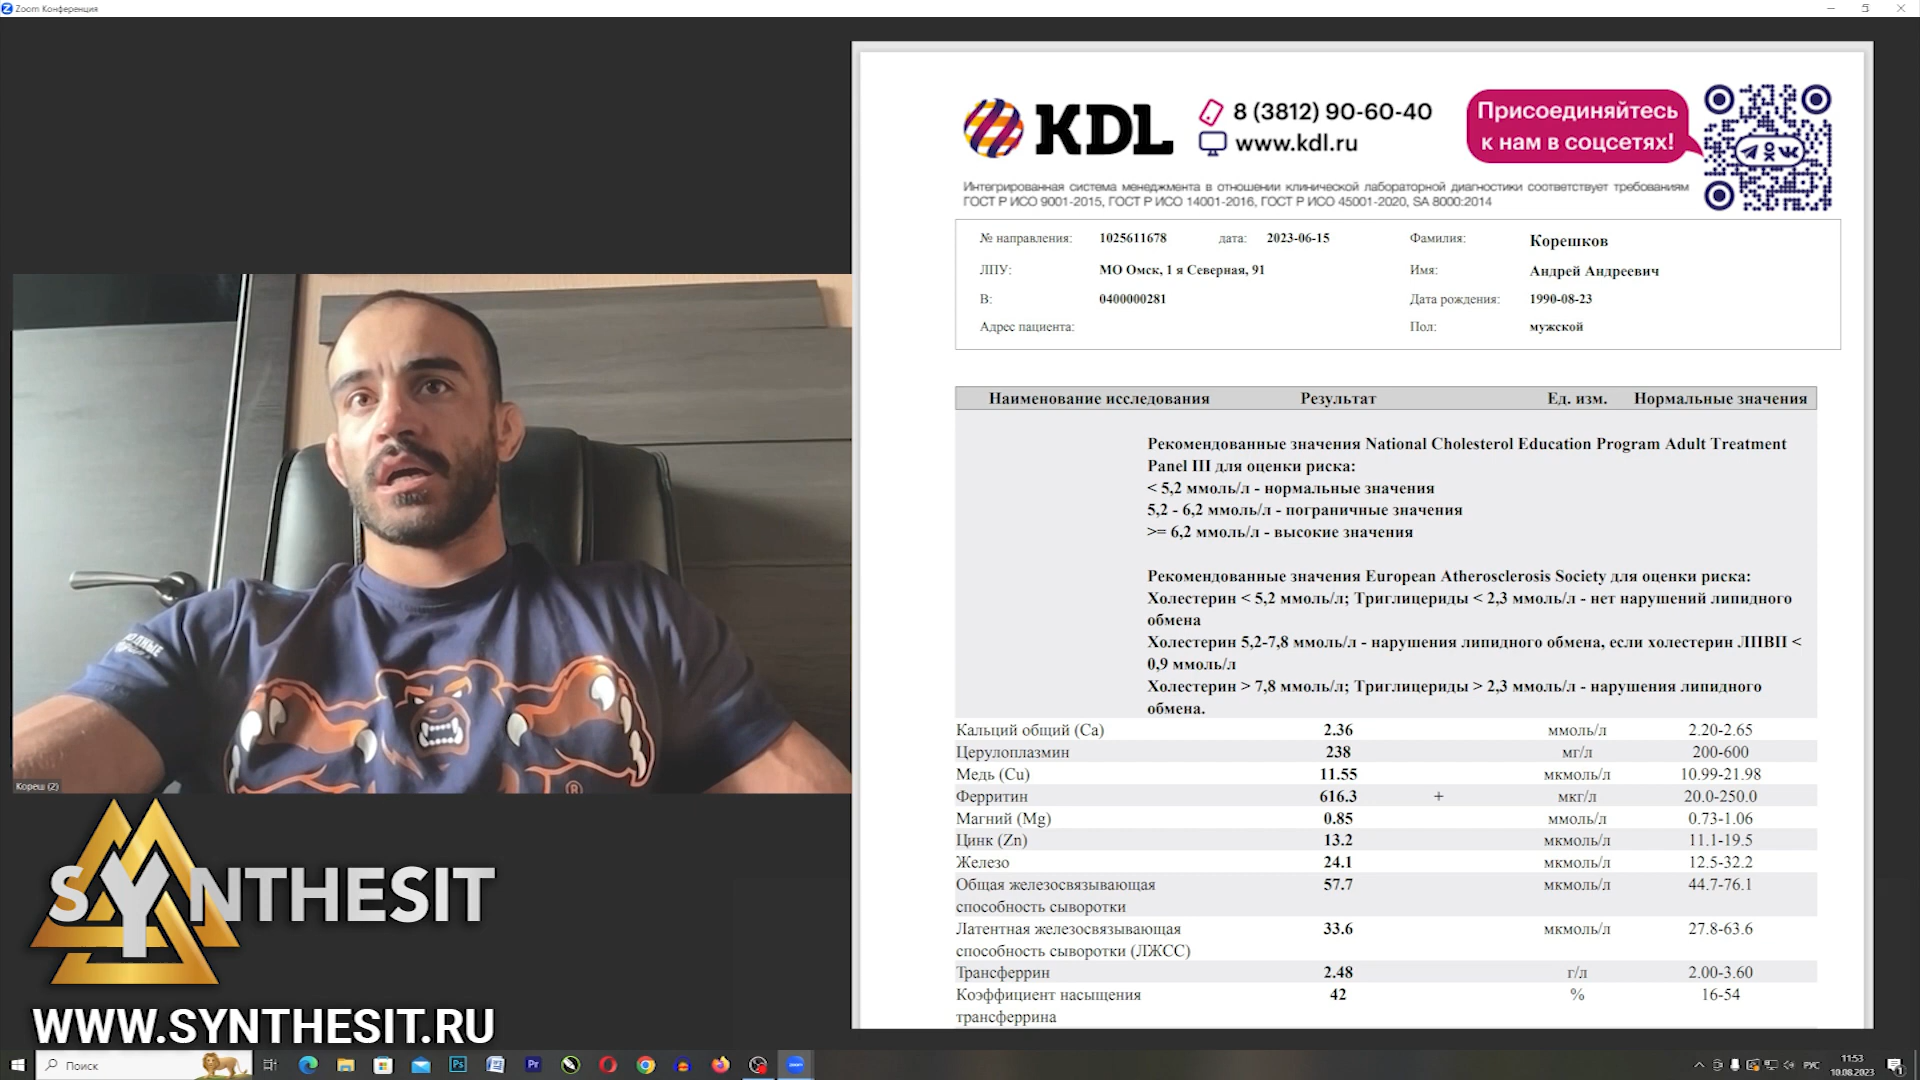 Zoom Конференция
KDL
8 (3812) 90-60-40
www.kdl.ru
Присоединяйтесь
к нам в соцсетях!
Интегрированная система менеджмента в отношении клинической лабораторной диагностики соответствует требованиям
ГОСТ Р ИСО 9001-2015, ГОСТ Р ИСО 14001-2016, ГОСТ Р ИСО 45001-2020, SA 8000:2014
№ направления: 1025611678 дата: 2023-06-15 Фамилия: Корешков
ЛПУ: МО Омск, 1 я Северная, 91 Имя: Андрей Андреевич
В: 0400000281 Дата рождения: 1990-08-23
Адрес пациента: Пол: мужской
Наименование исследования Результат Ед. изм. Нормальные значения
Рекомендованные значения National Cholesterol Education Program Adult Treatment
Panel III для оценки риска:
< 5,2 ммоль/л - нормальные значения
5,2 - 6,2 ммоль/л - пограничные значения
>= 6,2 ммоль/л - высокие значения
Рекомендованные значения European Atherosclerosis Society для оценки риска:
Холестерин < 5,2 ммоль/л; Триглицериды < 2,3 ммоль/л - нет нарушений липидного
обмена
Холестерин 5,2-7,8 ммоль/л - нарушения липидного обмена, если холестерин ЛПВП <
0,9 ммоль/л
Холестерин > 7,8 ммоль/л; Триглицериды > 2,3 ммоль/л - нарушения липидного
обмена.
Кальций общий (Ca) 2.36 ммоль/л 2.20-2.65
Церулоплазмин 238 мг/л 200-600
Медь (Cu) 11.55 мкмоль/л 10.99-21.98
Ферритин 616.3 + мкг/л 20.0-250.0
Магний (Mg) 0.85 ммоль/л 0.73-1.06
Цинк (Zn) 13.2 мкмоль/л 11.1-19.5
Железо 24.1 мкмоль/л 12.5-32.2
Общая железосвязывающая 57.7 мкмоль/л 44.7-76.1
способность сыворотки
Латентная железосвязывающая 33.6 мкмоль/л 27.8-63.6
способность сыворотки (ЛЖСС)
Трансферрин 2.48 г/л 2.00-3.60
Коэффициент насыщения 42 % 16-54
трансферрина
Кореш (2)
SYNTHESIT
WWW.SYNTHESIT.RU
Поиск
РУС
11:53
10.08.2023